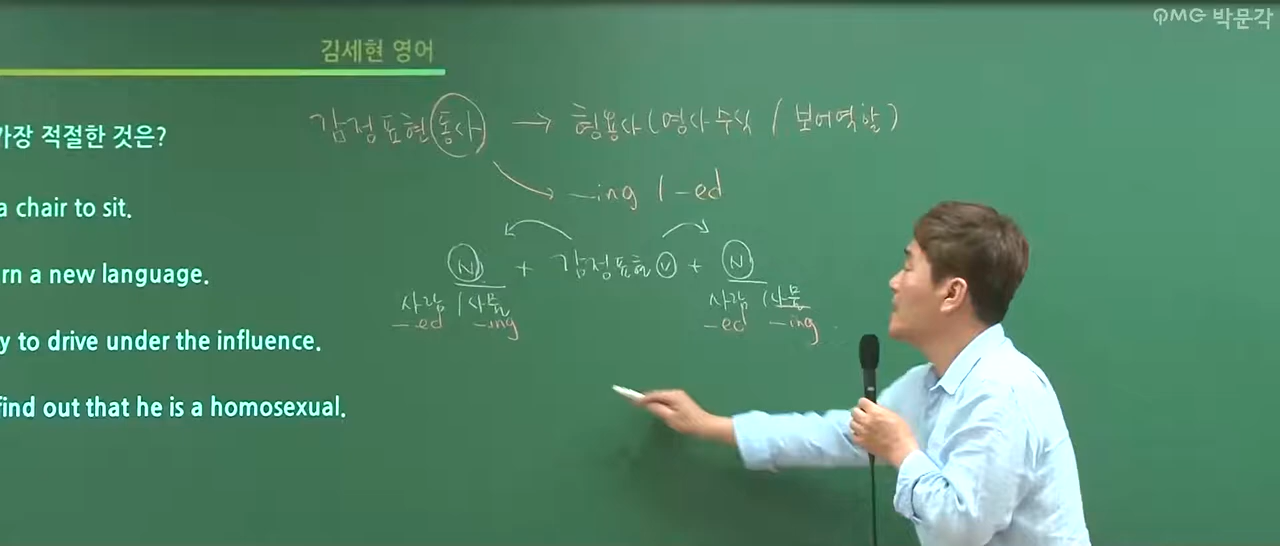 PMG 박문각
김세현 영어
감정표현동사 → 형용사(명사수식 / 보어역할)
가장 적절한 것은?
-ing / -ed
a chair to sit.
N + 감정표현 V + N
rn a new language.
사람 / 사물 사람 / 사물
-ed -ing -ed -ing
y to drive under the influence.
find out that he is a homosexual.